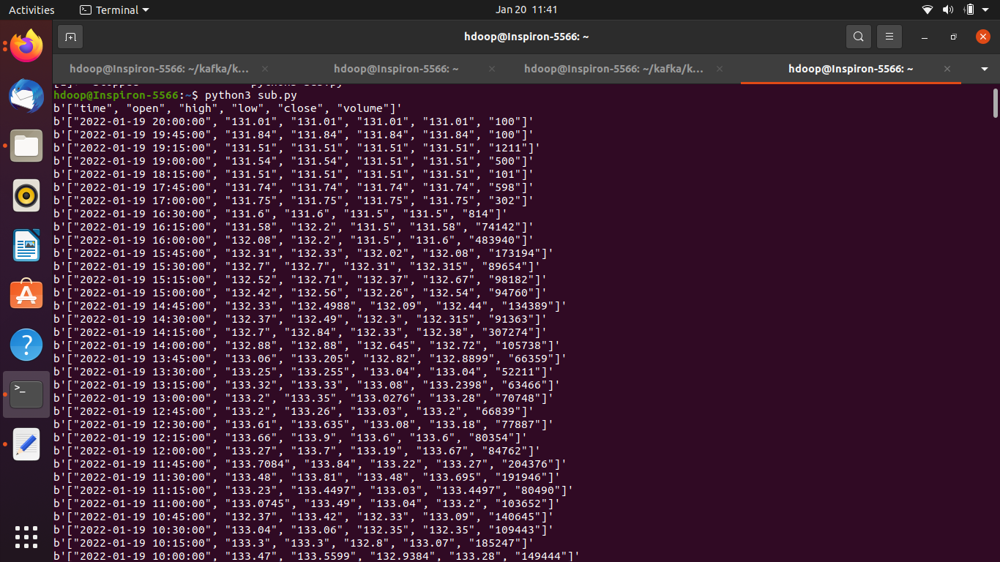 Activities
Terminal
Jan 20 11:41
hdoop@Inspiron-5566: ~
hdoop@Inspiron-5566: ~/kafka/k...
hdoop@Inspiron-5566: ~
hdoop@Inspiron-5566: ~/kafka/k...
hdoop@Inspiron-5566: ~
hdoop@Inspiron-5566:~$ python3 sub.py
b'["time", "open", "high", "low", "close", "volume"]'
b'["2022-01-19 20:00:00", "131.01", "131.01", "131.01", "131.01", "100"]'
b'["2022-01-19 19:45:00", "131.84", "131.84", "131.84", "131.84", "100"]'
b'["2022-01-19 19:15:00", "131.51", "131.51", "131.51", "131.51", "1211"]'
b'["2022-01-19 19:00:00", "131.54", "131.54", "131.51", "131.51", "500"]'
b'["2022-01-19 18:15:00", "131.51", "131.51", "131.51", "131.51", "101"]'
b'["2022-01-19 17:45:00", "131.74", "131.74", "131.74", "131.74", "598"]'
b'["2022-01-19 17:00:00", "131.75", "131.75", "131.75", "131.75", "302"]'
b'["2022-01-19 16:30:00", "131.6", "131.6", "131.5", "131.5", "814"]'
b'["2022-01-19 16:15:00", "131.58", "132.2", "131.5", "131.58", "74142"]'
b'["2022-01-19 16:00:00", "132.08", "132.2", "131.5", "131.6", "483940"]'
b'["2022-01-19 15:45:00", "132.31", "132.33", "132.02", "132.08", "173194"]'
b'["2022-01-19 15:30:00", "132.7", "132.7", "132.31", "132.315", "89654"]'
b'["2022-01-19 15:15:00", "132.52", "132.71", "132.37", "132.67", "98182"]'
b'["2022-01-19 15:00:00", "132.42", "132.56", "132.26", "132.54", "94760"]'
b'["2022-01-19 14:45:00", "132.33", "132.4988", "132.09", "132.44", "134389"]'
b'["2022-01-19 14:30:00", "132.37", "132.49", "132.3", "132.315", "91363"]'
b'["2022-01-19 14:15:00", "132.7", "132.84", "132.33", "132.38", "307274"]'
b'["2022-01-19 14:00:00", "132.88", "132.88", "132.645", "132.72", "105738"]'
b'["2022-01-19 13:45:00", "133.06", "133.205", "132.82", "132.8899", "66359"]'
b'["2022-01-19 13:30:00", "133.25", "133.255", "133.04", "133.04", "52211"]'
b'["2022-01-19 13:15:00", "133.32", "133.33", "133.08", "133.2398", "63466"]'
b'["2022-01-19 13:00:00", "133.2", "133.35", "133.0276", "133.28", "70748"]'
b'["2022-01-19 12:45:00", "133.2", "133.26", "133.03", "133.2", "66839"]'
b'["2022-01-19 12:30:00", "133.61", "133.635", "133.08", "133.18", "77887"]'
b'["2022-01-19 12:15:00", "133.66", "133.9", "133.6", "133.6", "80354"]'
b'["2022-01-19 12:00:00", "133.27", "133.7", "133.19", "133.67", "84762"]'
b'["2022-01-19 11:45:00", "133.7084", "133.84", "133.22", "133.27", "204376"]'
b'["2022-01-19 11:30:00", "133.48", "133.81", "133.48", "133.695", "191946"]'
b'["2022-01-19 11:15:00", "133.23", "133.4497", "133.03", "133.4497", "80490"]'
b'["2022-01-19 11:00:00", "133.0745", "133.49", "133.04", "133.2", "103652"]'
b'["2022-01-19 10:45:00", "132.37", "133.42", "132.33", "133.09", "140645"]'
b'["2022-01-19 10:30:00", "133.04", "133.06", "132.35", "132.35", "109443"]'
b'["2022-01-19 10:15:00", "133.3", "133.3", "132.8", "133.07", "185247"]'
b'["2022-01-19 10:00:00", "133.47", "133.5599", "132.9384", "133.28", "149444"]'